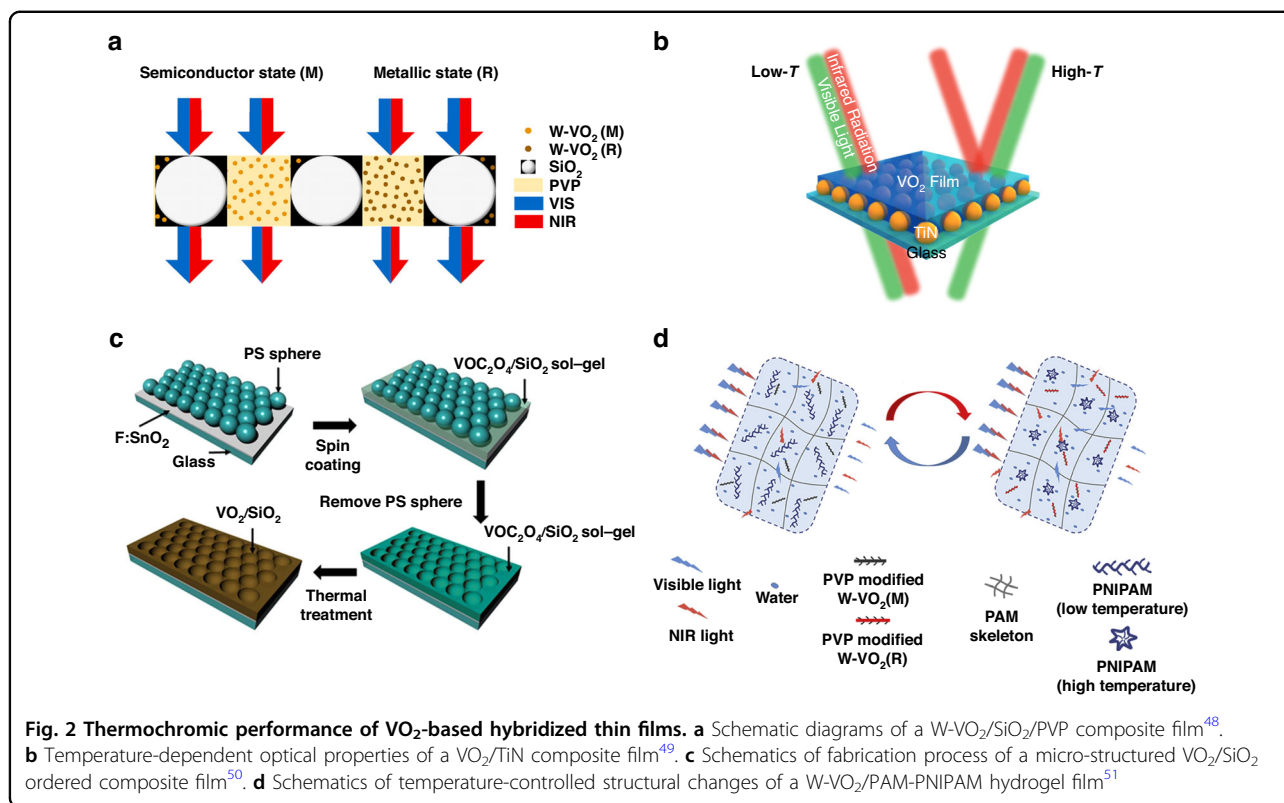 a
Semiconductor state (M)
Metallic state (R)
W-VO₂ (M)
W-VO₂ (R)
SiO₂
PVP
VIS
NIR
b
Low-T
High-T
Infrared Radiation
Visible Light
VO₂ Film
TiN
Glass
c
PS sphere
VOC₂O₄/SiO₂ sol–gel
F:SnO₂
Glass
Spin
coating
Remove PS sphere
VO₂/SiO₂
VOC₂O₄/SiO₂ sol–gel
Thermal
treatment
d
Visible light
NIR light
Water
PVP modified
W-VO₂(M)
PVP modified
W-VO₂(R)
PAM
skeleton
PNIPAM
(low temperature)
PNIPAM
(high temperature)
Fig. 2 Thermochromic performance of VO₂-based hybridized thin films. a Schematic diagrams of a W-VO₂/SiO₂/PVP composite film⁴⁸.
b Temperature-dependent optical properties of a VO₂/TiN composite film⁴⁹. c Schematics of fabrication process of a micro-structured VO₂/SiO₂
ordered composite film⁵⁰. d Schematics of temperature-controlled structural changes of a W-VO₂/PAM-PNIPAM hydrogel film⁵¹